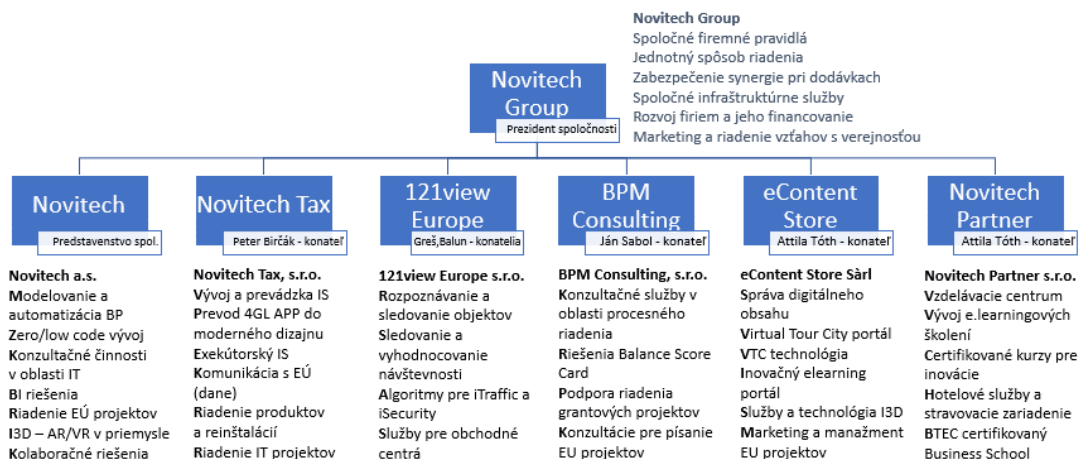 Novitech Group
Spoločné firemné pravidlá
Jednotný spôsob riadenia
Zabezpečenie synergie pri dodávkach
Spoločné infraštruktúrne služby
Rozvoj firiem a jeho financovanie
Marketing a riadenie vzťahov s verejnosťou
Novitech
Group
Prezident spoločnosti
Novitech
Predstavenstvo spol.
Novitech a.s.
Modelovanie a
automatizácia BP
Zero/low code vývoj
Konzultačné činnosti
v oblasti IT
BI riešenia
Riadenie EÚ projektov
I3D – AR/VR v priemysle
Kolaboračné riešenia
Novitech Tax
Peter Birčák - konateľ
Novitech Tax, s.r.o.
Vývoj a prevádzka IS
Prevod 4GL APP do
moderného dizajnu
Exekútorský IS
Komunikácia s EÚ
(dane)
Riadenie produktov
a reinštalácií
Riadenie IT projektov
121view
Europe
Greš,Balun - konatelia
121view Europe s.r.o.
Rozpoznávanie a
sledovanie objektov
Sledovanie a
vyhodnocovanie
návštevnosti
Algoritmy pre iTraffic a
iSecurity
Služby pre obchodné
centrá
BPM
Consulting
Ján Sabol - konateľ
BPM Consulting, s.r.o.
Konzultačné služby v
oblasti procesného
riadenia
Riešenia Balance Score
Card
Podpora riadenia
grantových projektov
Konzultácie pre písanie
EU projektov
eContent
Store
Attila Tóth - konateľ
eContent Store Sàrl
Správa digitálneho
obsahu
Virtual Tour City portál
VTC technológia
Inovačný elearning
portál
Služby a technológia I3D
Marketing a manažment
EU projektov
Novitech
Partner
Attila Tóth - konateľ
Novitech Partner s.r.o.
Vzdelávacie centrum
Vývoj e.learningových
školení
Certifikované kurzy pre
inovácie
Hotelové služby a
stravovacie zariadenie
BTEC certifikovaný
Business School